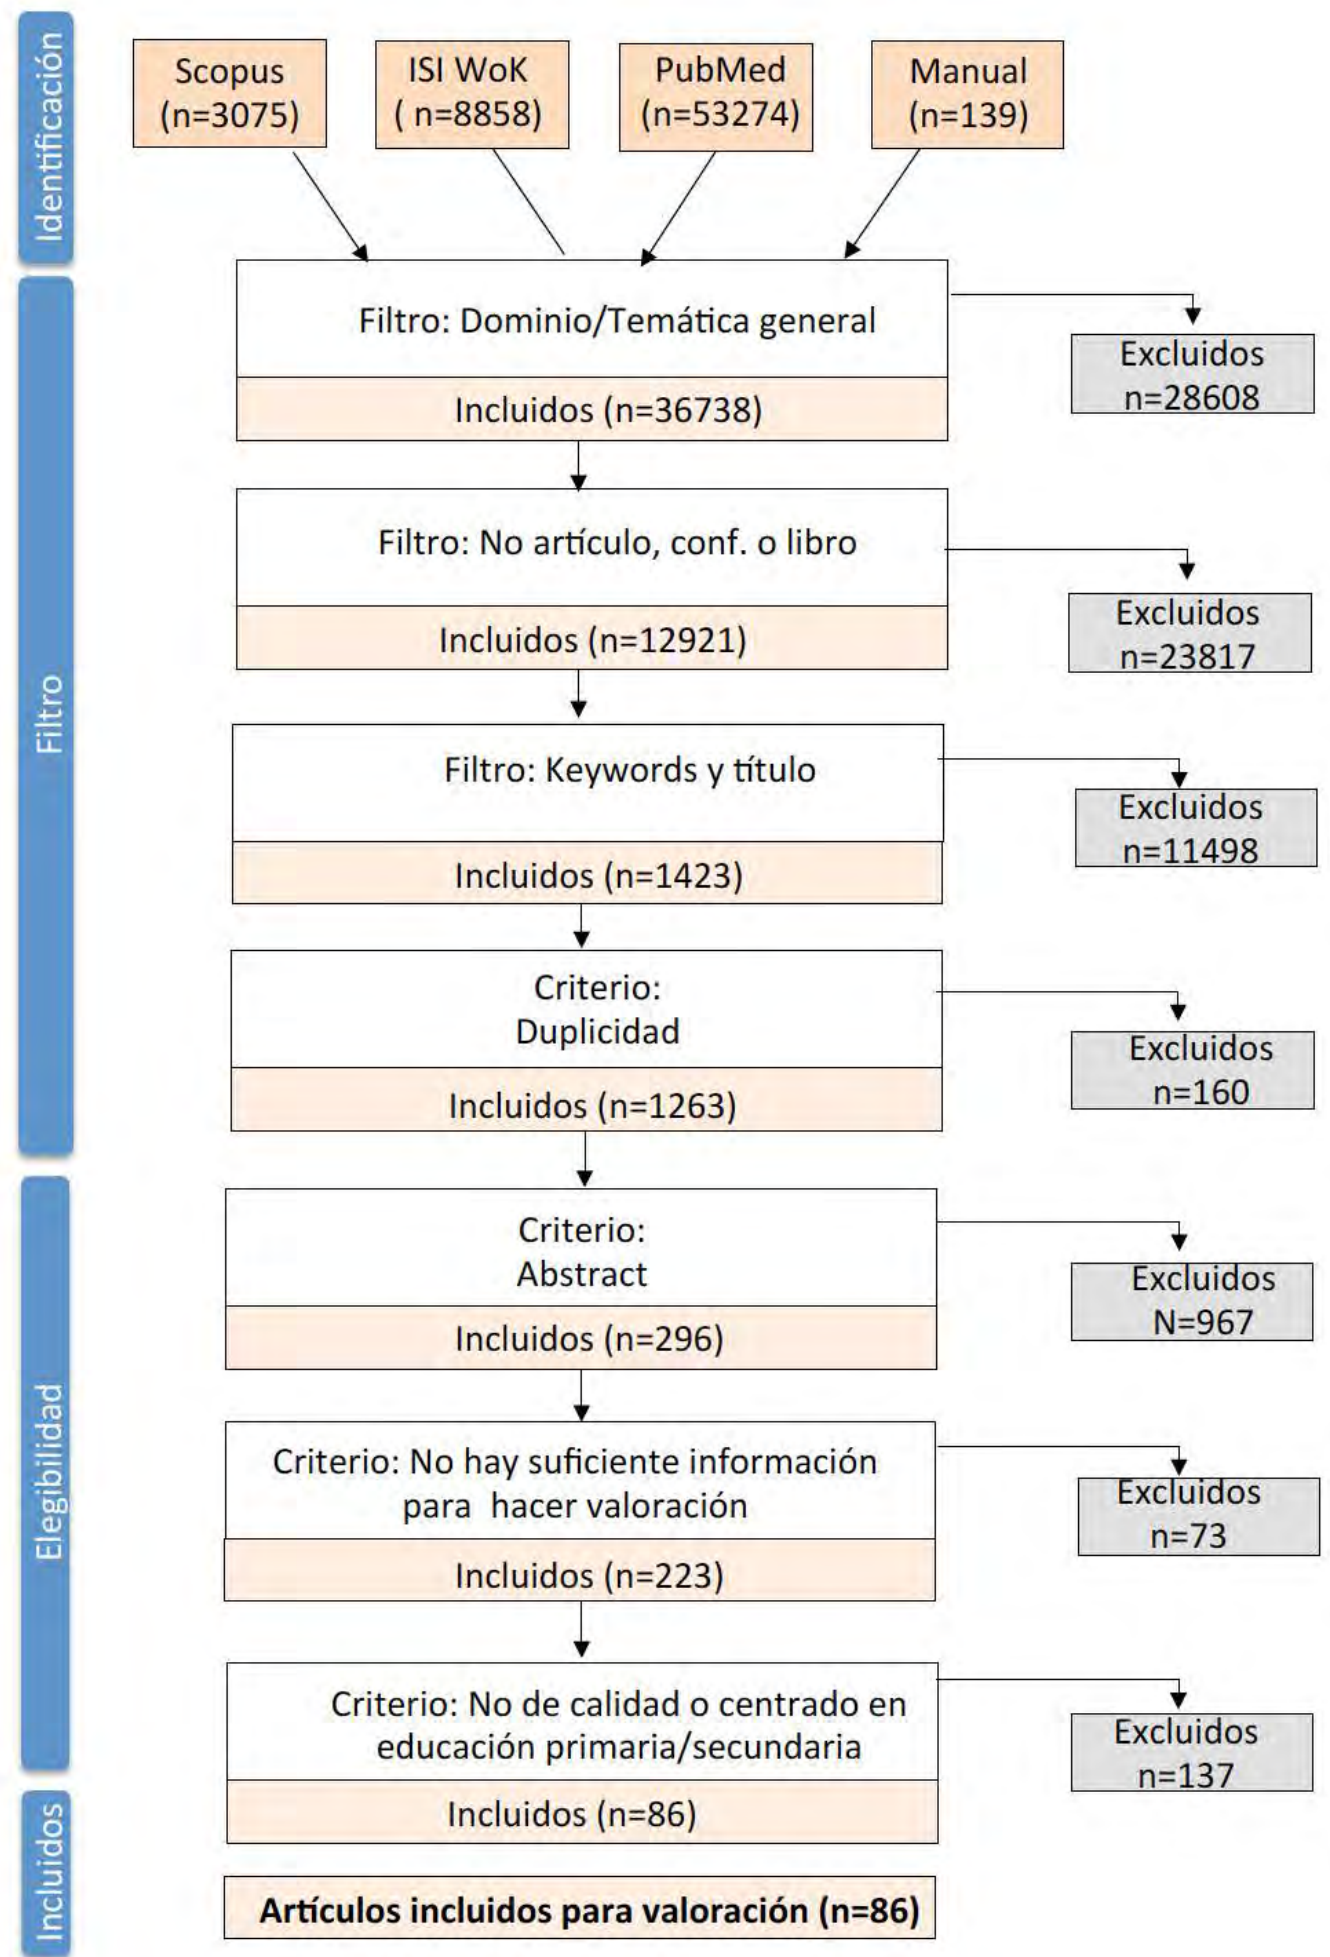 Identificación
Scopus
(n=3075)
ISI WoK
( n=8858)
PubMed
(n=53274)
Manual
(n=139)
Filtro
Filtro: Dominio/Temática general
Incluidos (n=36738)
Excluidos
n=28608
Filtro: No artículo, conf. o libro
Incluidos (n=12921)
Excluidos
n=23817
Filtro: Keywords y título
Incluidos (n=1423)
Excluidos
n=11498
Criterio:
Duplicidad
Incluidos (n=1263)
Excluidos
n=160
Elegibilidad
Criterio:
Abstract
Incluidos (n=296)
Excluidos
N=967
Criterio: No hay suficiente información
para hacer valoración
Incluidos (n=223)
Excluidos
n=73
Criterio: No de calidad o centrado en
educación primaria/secundaria
Incluidos (n=86)
Excluidos
n=137
Incluidos
Artículos incluidos para valoración (n=86)